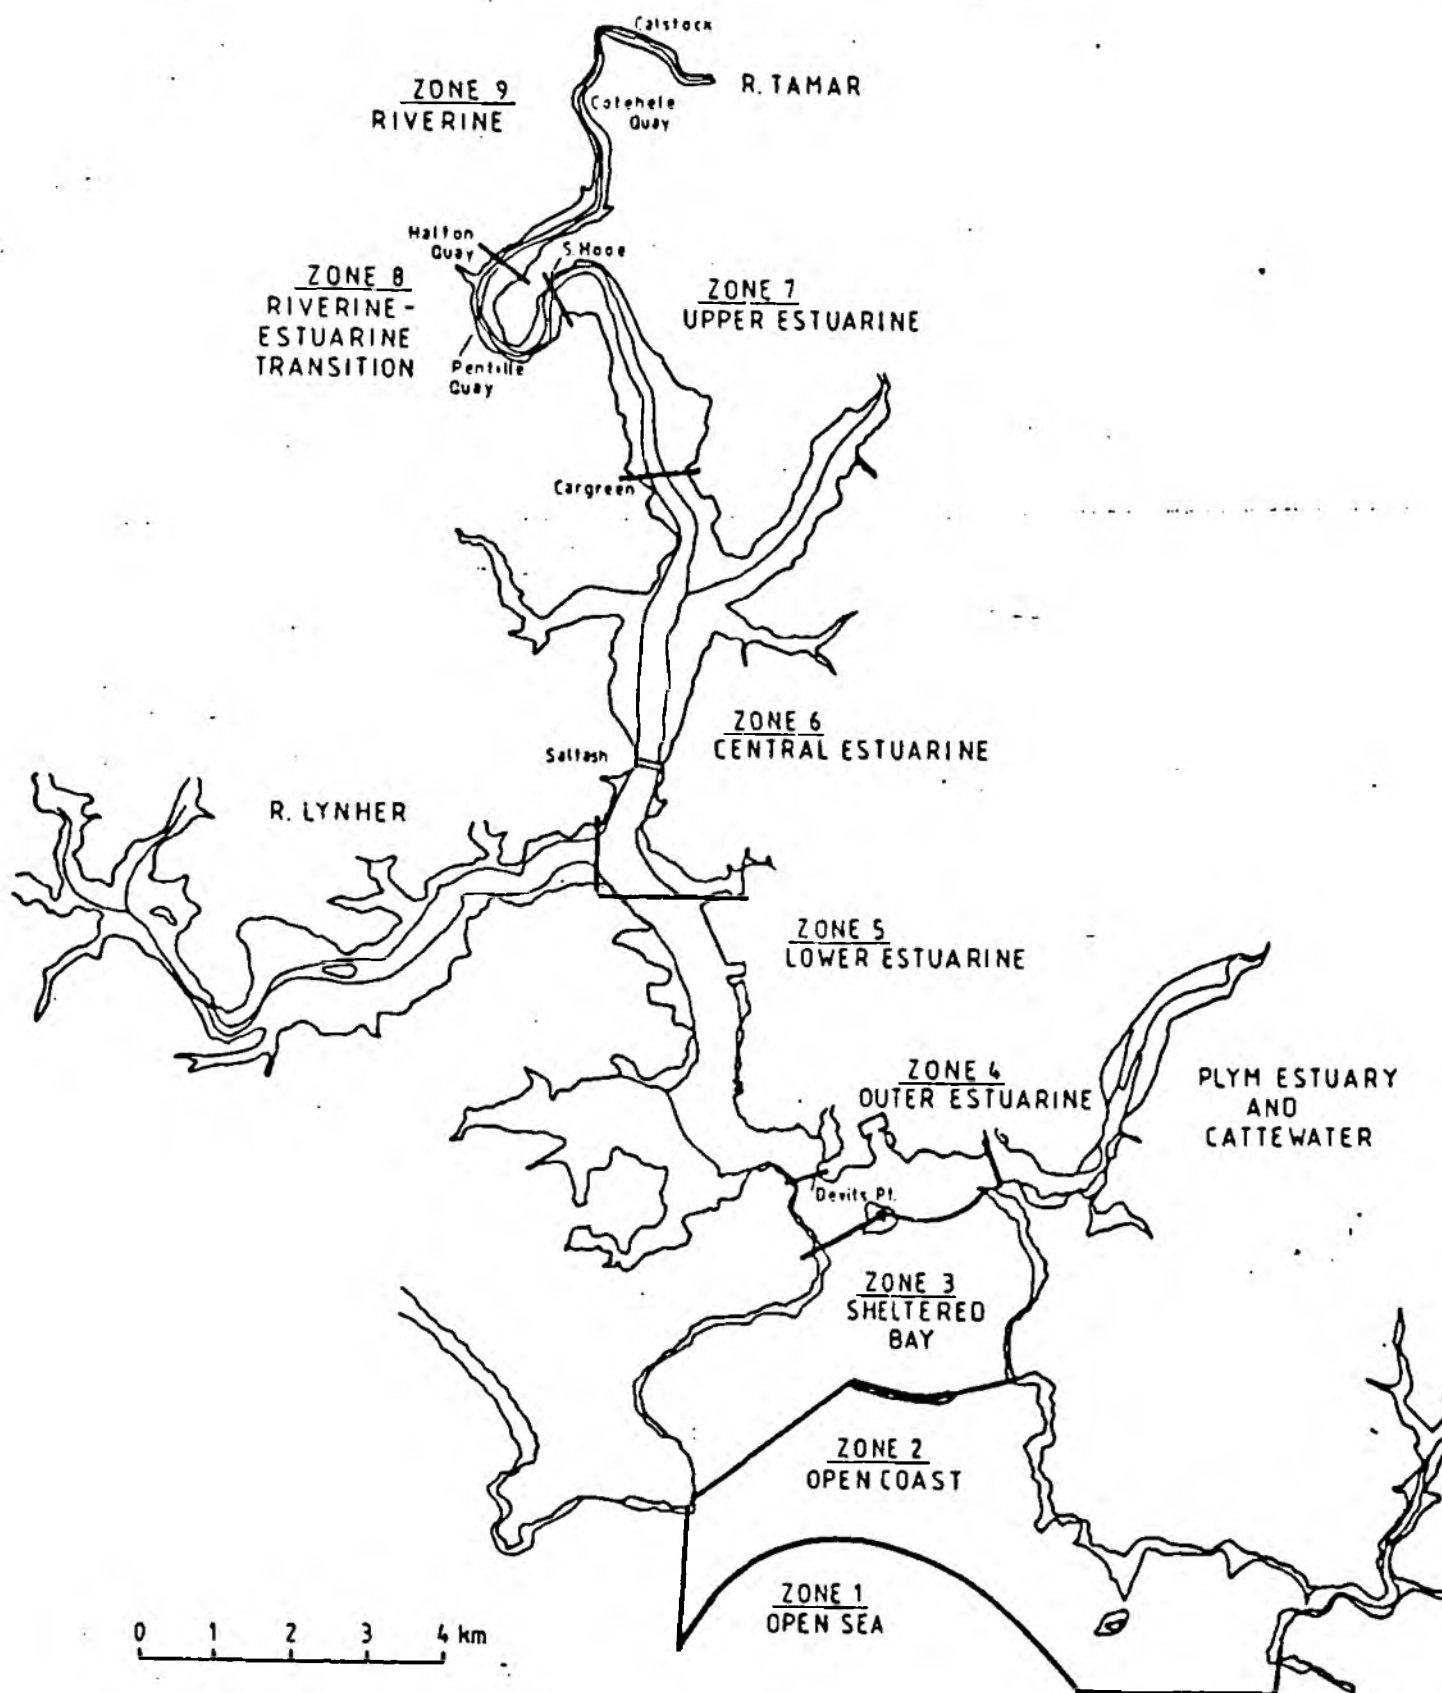 Calstock
ZONE 9
RIVERINE
R. TAMAR
Cotehele
Quay
Halton
Quay
S. Hooe
ZONE 8
RIVERINE-
ESTUARINE
TRANSITION
ZONE 7
UPPER ESTUARINE
Pentille
Quay
Cargreen
ZONE 6
CENTRAL ESTUARINE
Saltash
R. LYNHER
ZONE 5
LOWER ESTUARINE
ZONE 4
OUTER ESTUARINE
PLYM ESTUARY
AND
CATTEWATER
Devils Pt.
ZONE 3
SHELTERED
BAY
ZONE 2
OPEN COAST
ZONE 1
OPEN SEA
0 1 2 3 4 km